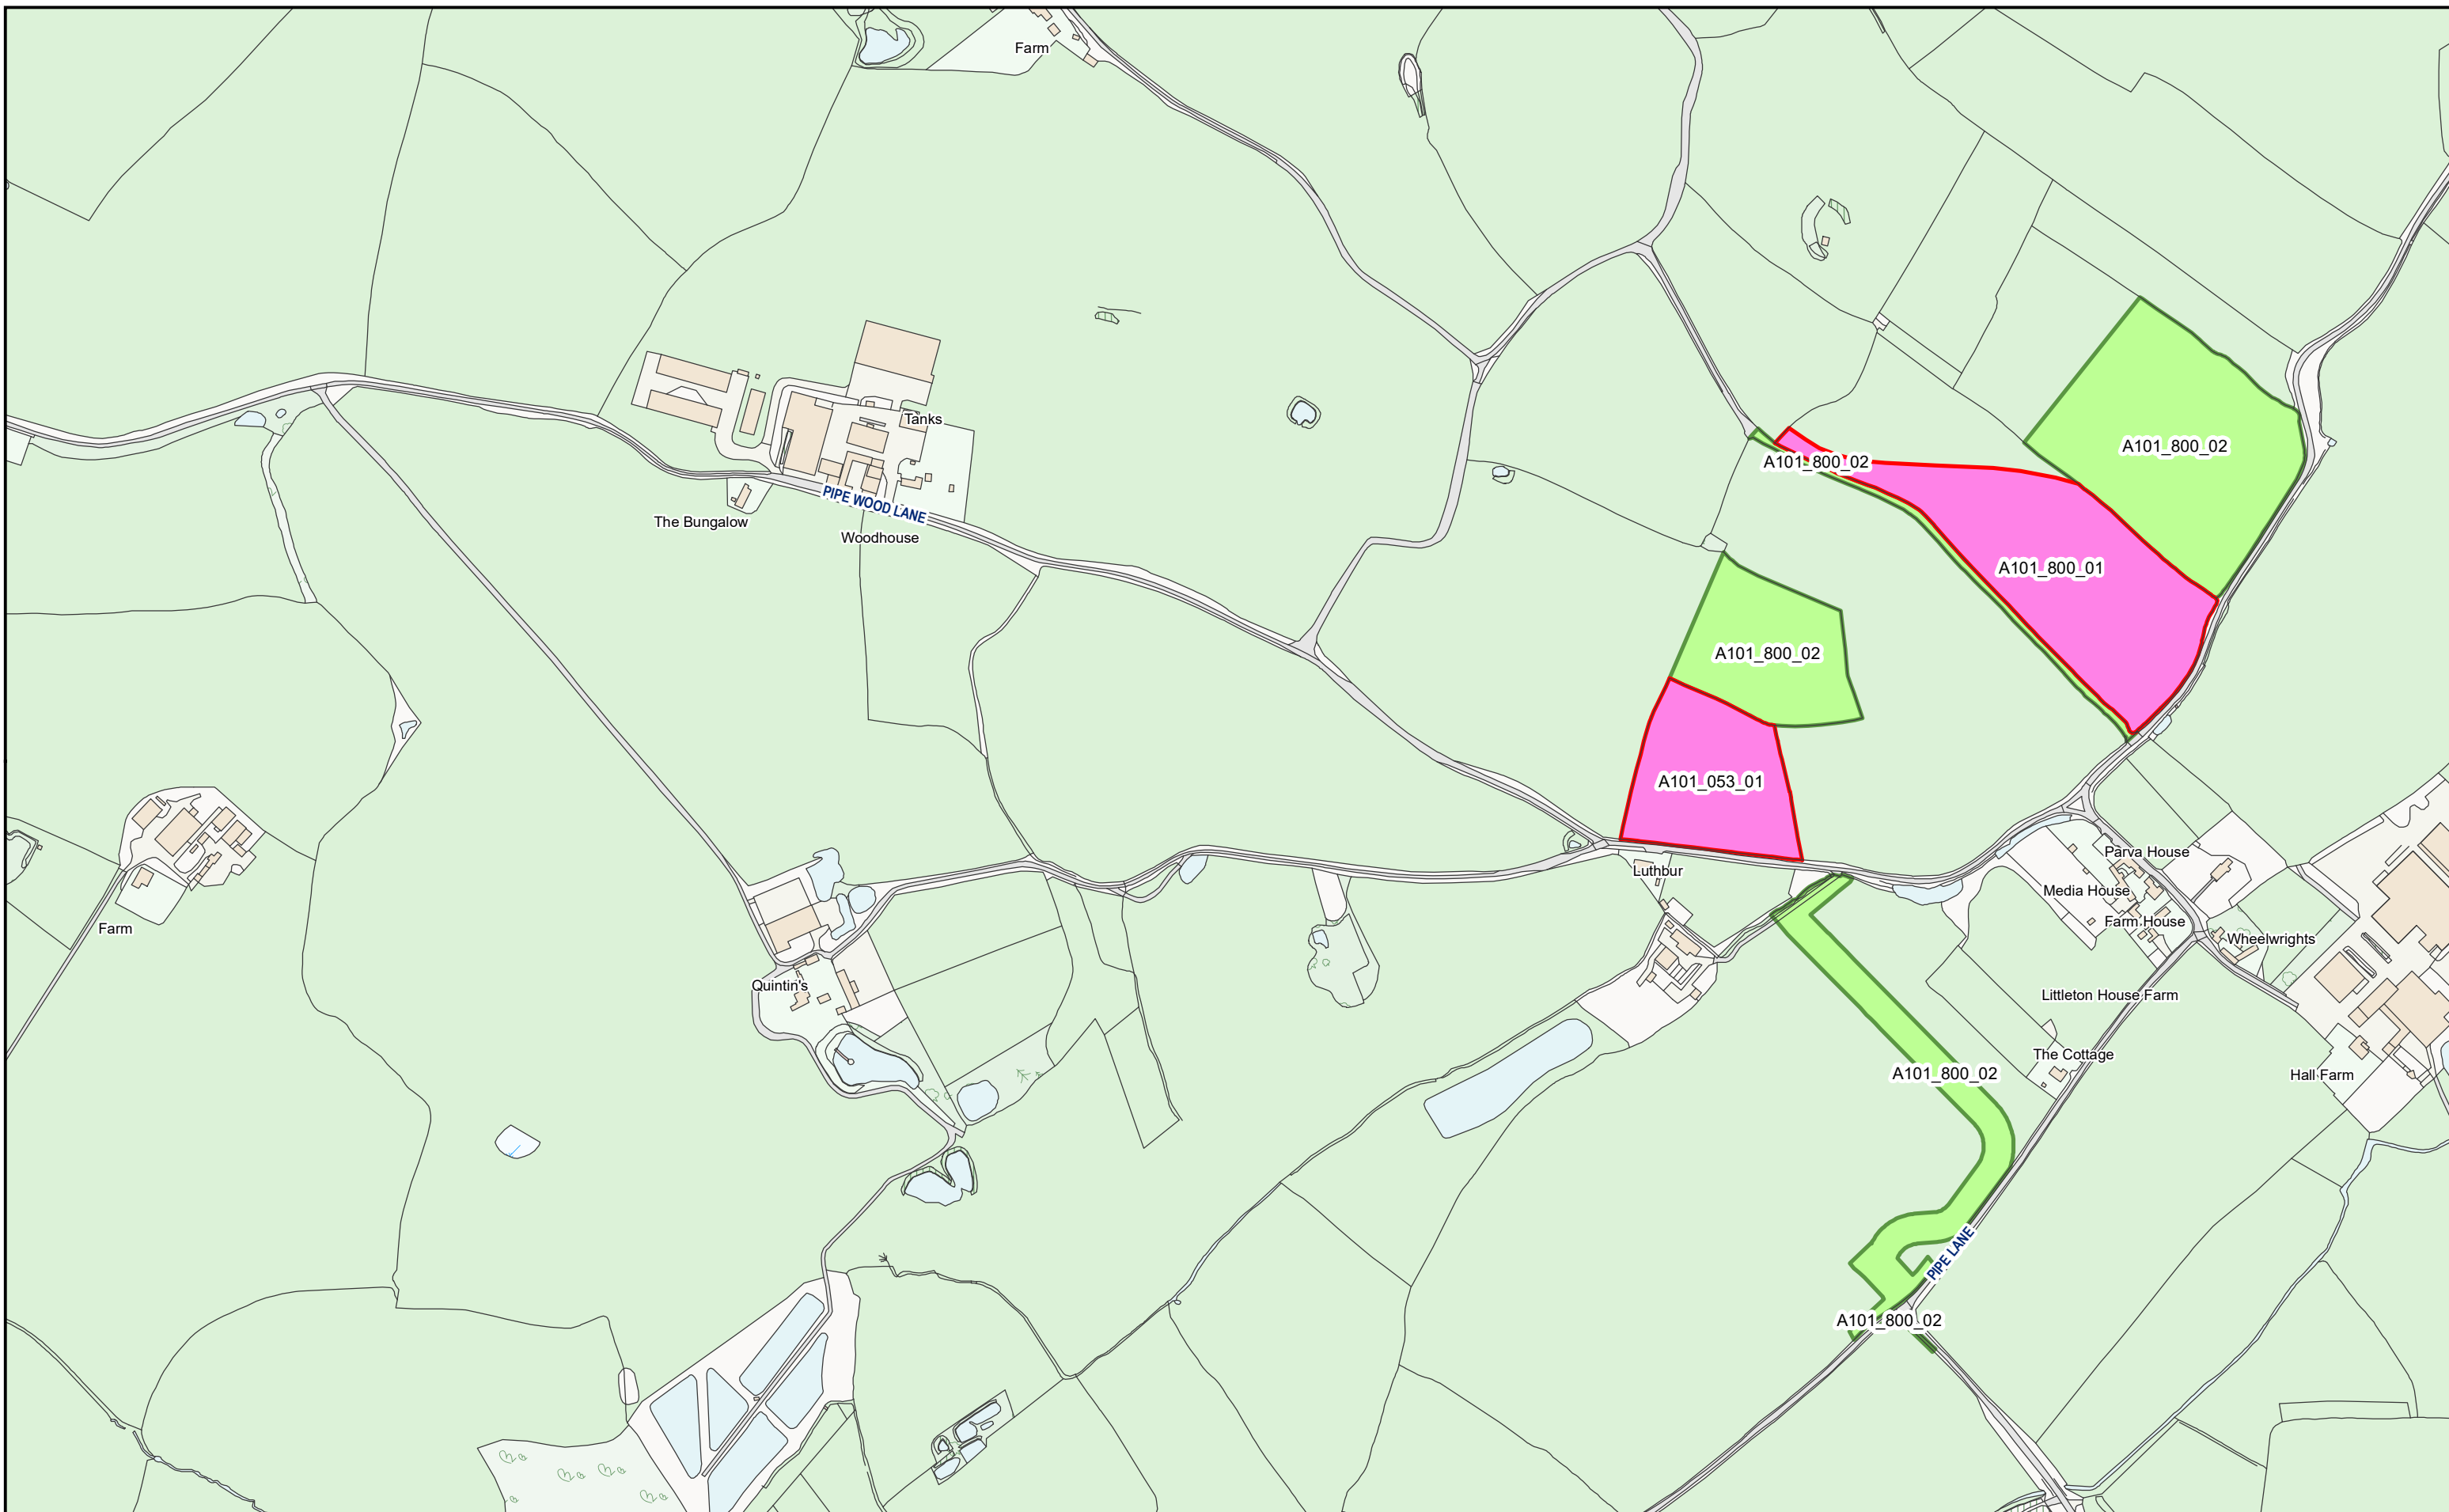 Farm
Tanks
A101_800_02
A101_800_02
PIPE WOOD LANE
The Bungalow
Woodhouse
A101_800_01
A101_800_02
A101_053_01
Parva House
Luthbur
Media House
Farm House
Farm
Wheelwrights
Quintin's
Littleton House Farm
The Cottage
A101_800_02
Hall Farm
PIPE LANE
A101_800_02